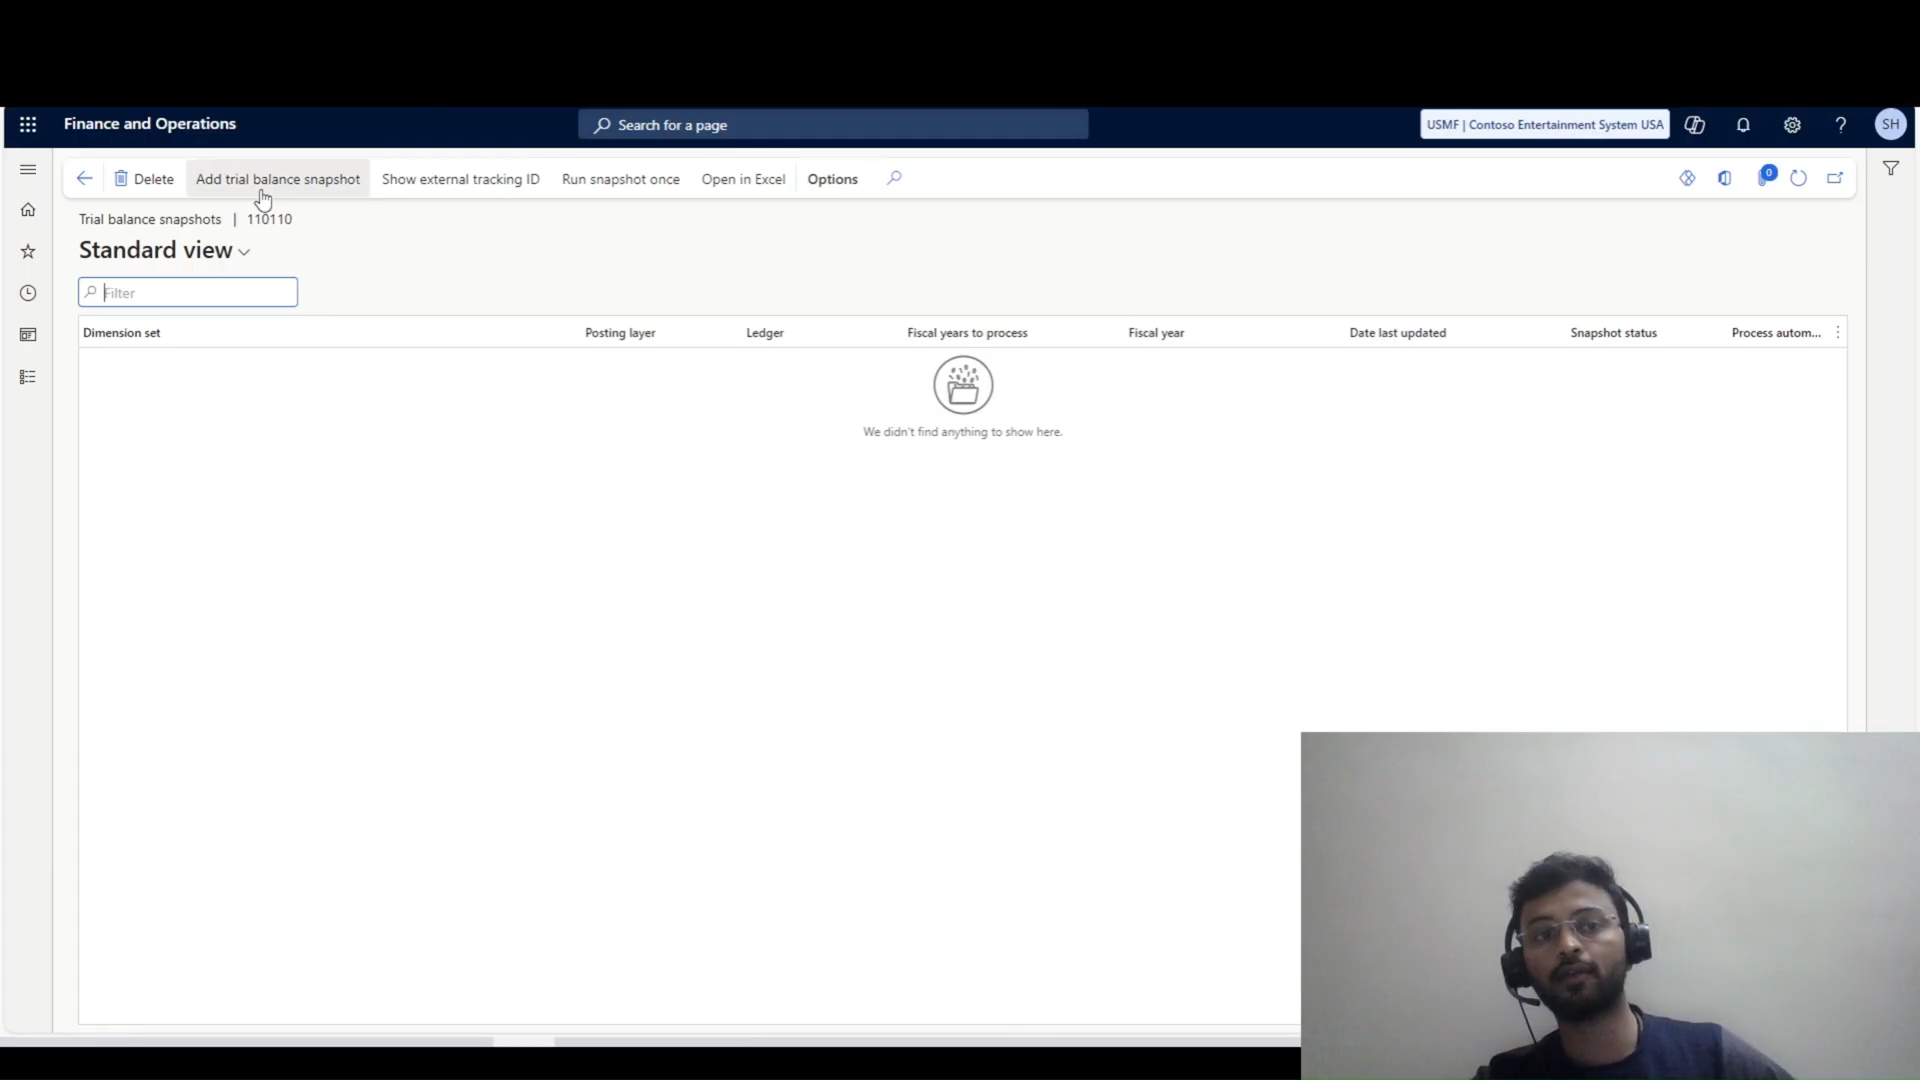 Finance and Operations
Search for a page
USMF | Contoso Entertainment System USA
SH
Delete
Add trial balance snapshot
Show external tracking ID
Run snapshot once
Open in Excel
Options
0
Trial balance snapshots | 110110
Standard view
Filter
Dimension set
Posting layer
Ledger
Fiscal years to process
Fiscal year
Date last updated
Snapshot status
Process autom...
We didn't find anything to show here.